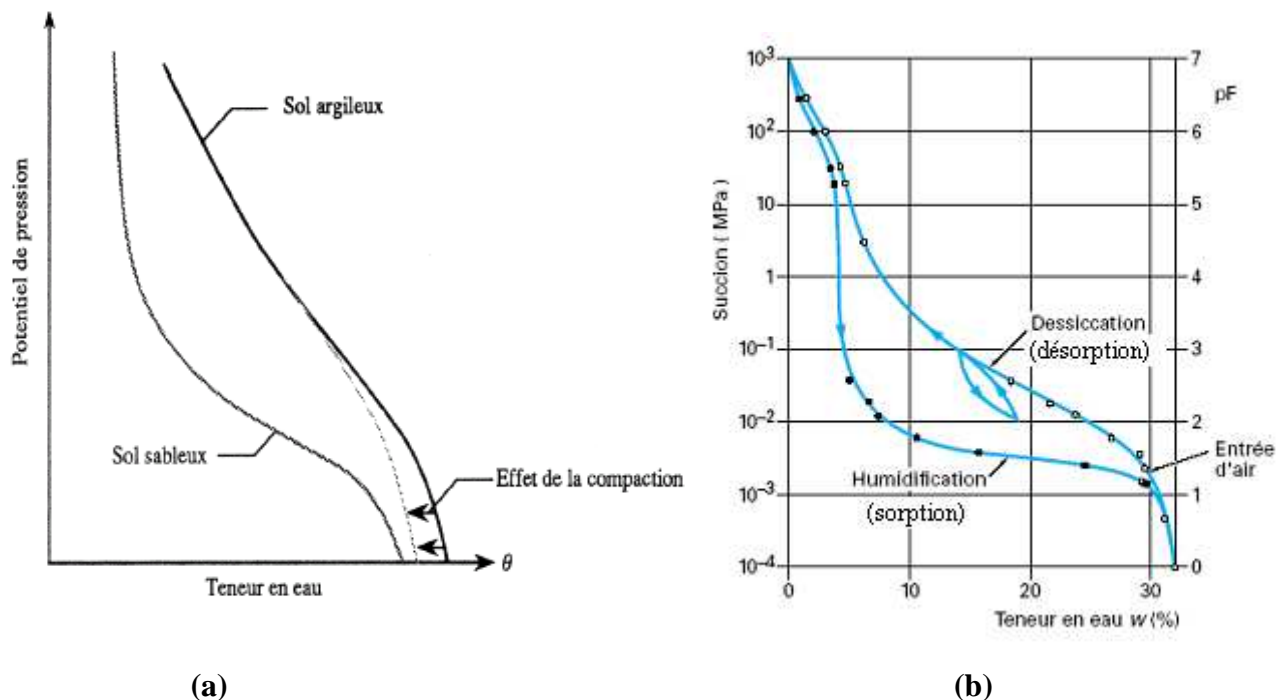 Potentiel de pression
Sol argileux
Sol sableux
Effet de la compaction
θ
Teneur en eau
(a)
10³
10²
10
1
10⁻¹
10⁻²
10⁻³
10⁻⁴
Succion ( MPa)
7
pF
6
5
4
3
2
1
0
Dessiccation
(désorption)
Entrée
d'air
Humidification
(sorption)
0
10
20
30
Teneur en eau w (%)
(b)